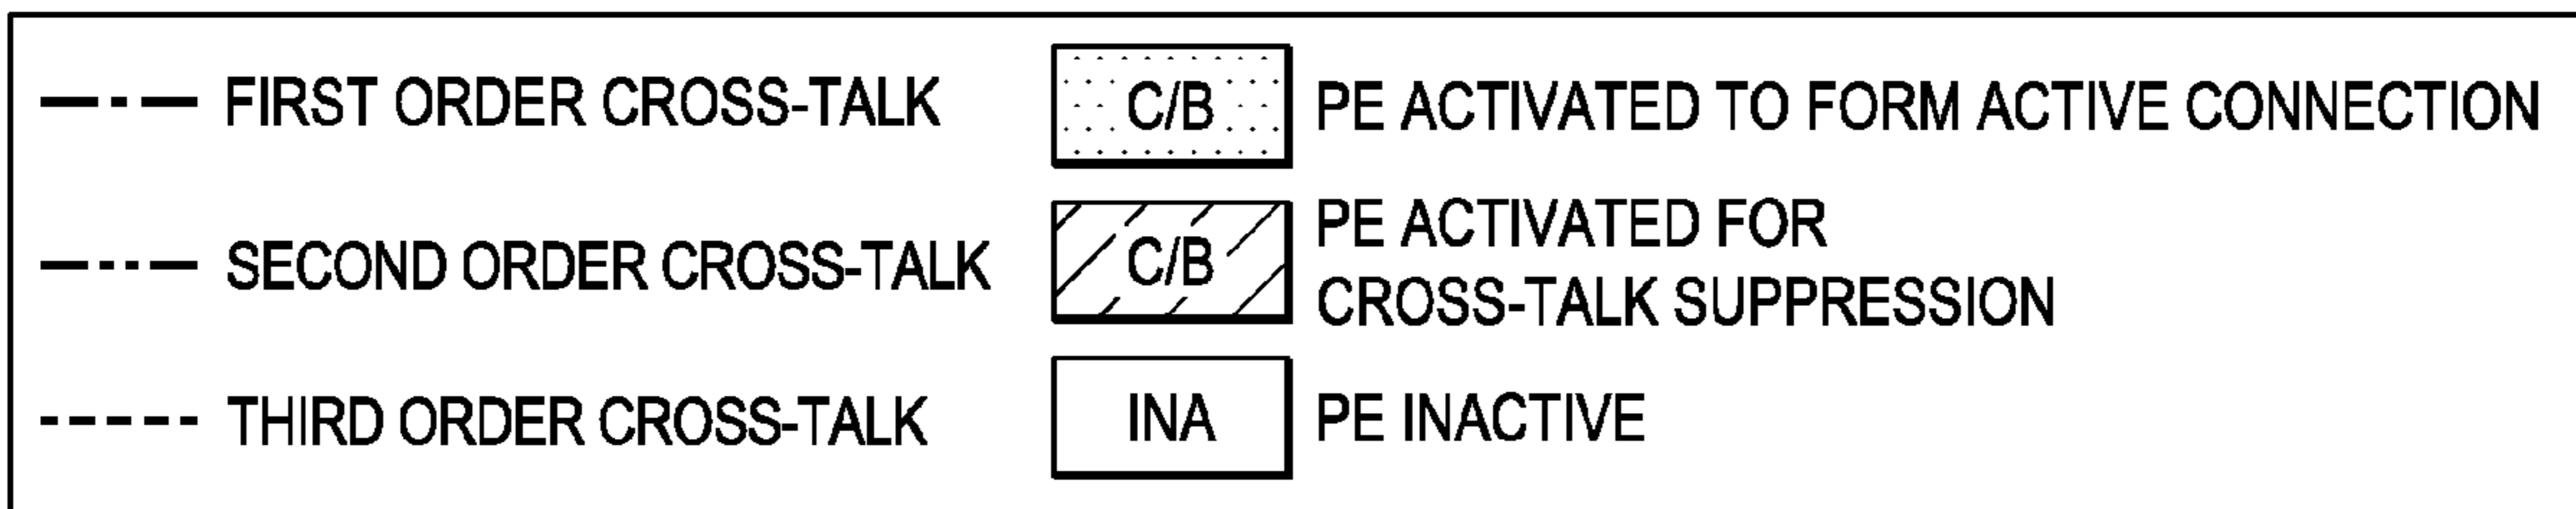 FIRST ORDER CROSS-TALK
SECOND ORDER CROSS-TALK
THIRD ORDER CROSS-TALK
C/B PE ACTIVATED TO FORM ACTIVE CONNECTION
C/B PE ACTIVATED FOR
CROSS-TALK SUPPRESSION
INA PE INACTIVE